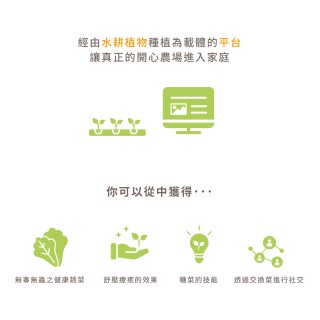 經由水耕植物種植為載體的平台
讓真正的開心農場進入家庭
你可以從中獲得･･･
無毒無蟲之健康蔬菜
舒壓療癒的效果
種菜的技能
透過交換菜進行社交